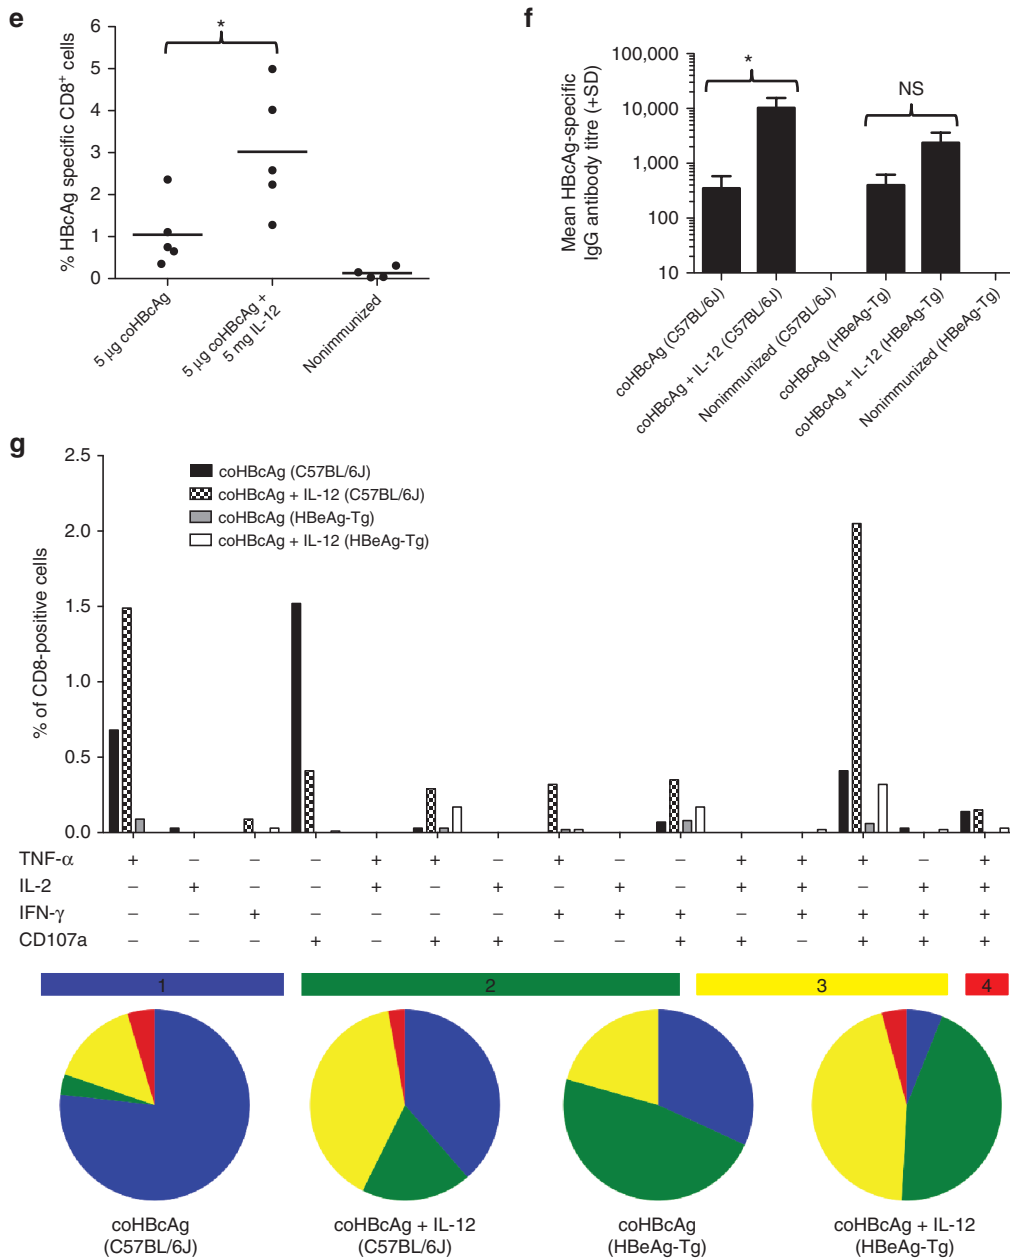 e
*
% HBcAg specific CD8⁺ cells
6
5
4
3
2
1
0
5 µg coHBcAg
5 µg coHBcAg +
5 mg IL-12
Nonimmunized
f
Mean HBcAg-specific
IgG antibody titre (+SD)
100,000
10,000
1,000
100
10
*
NS
coHBcAg (C57BL/6J)
coHBcAg + IL-12 (C57BL/6J)
Nonimmunized (C57BL/6J)
coHBcAg (HBeAg-Tg)
coHBcAg + IL-12 (HBeAg-Tg)
Nonimmunized (HBeAg-Tg)
g
% of CD8-positive cells
2.5
2.0
1.5
1.0
0.5
0.0
coHBcAg (C57BL/6J)
coHBcAg + IL-12 (C57BL/6J)
coHBcAg (HBeAg-Tg)
coHBcAg + IL-12 (HBeAg-Tg)
TNF-α + – – – + + – + – – + + + – +
IL-2 – + – – + – + – + – + + – + +
IFN-γ – – + – – – – + + + – + + + +
CD107a – – – + – + + – – + + – + + +
1 2 3 4
coHBcAg
(C57BL/6J)
coHBcAg + IL-12
(C57BL/6J)
coHBcAg
(HBeAg-Tg)
coHBcAg + IL-12
(HBeAg-Tg)